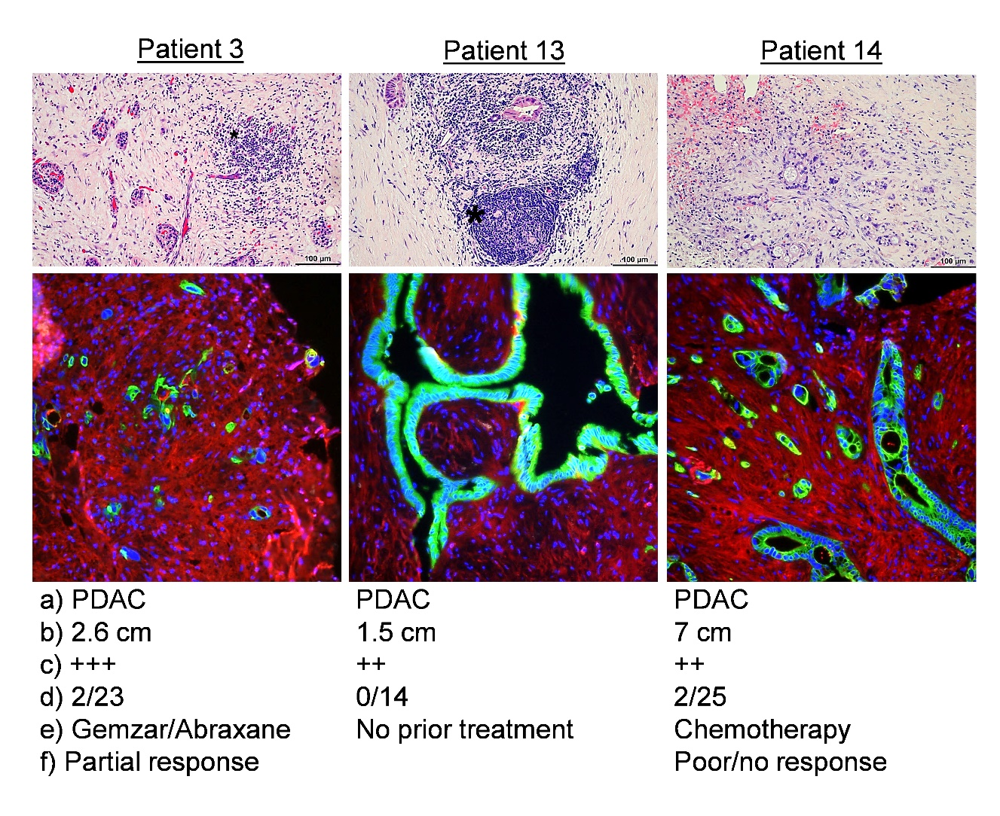 Patient 3 Patient 13 Patient 14
* *
100 µm 100 µm 100 µm
a) PDAC PDAC PDAC
b) 2.6 cm 1.5 cm 7 cm
c) +++ ++ ++
d) 2/23 0/14 2/25
e) Gemzar/Abraxane No prior treatment Chemotherapy
f) Partial response Poor/no response